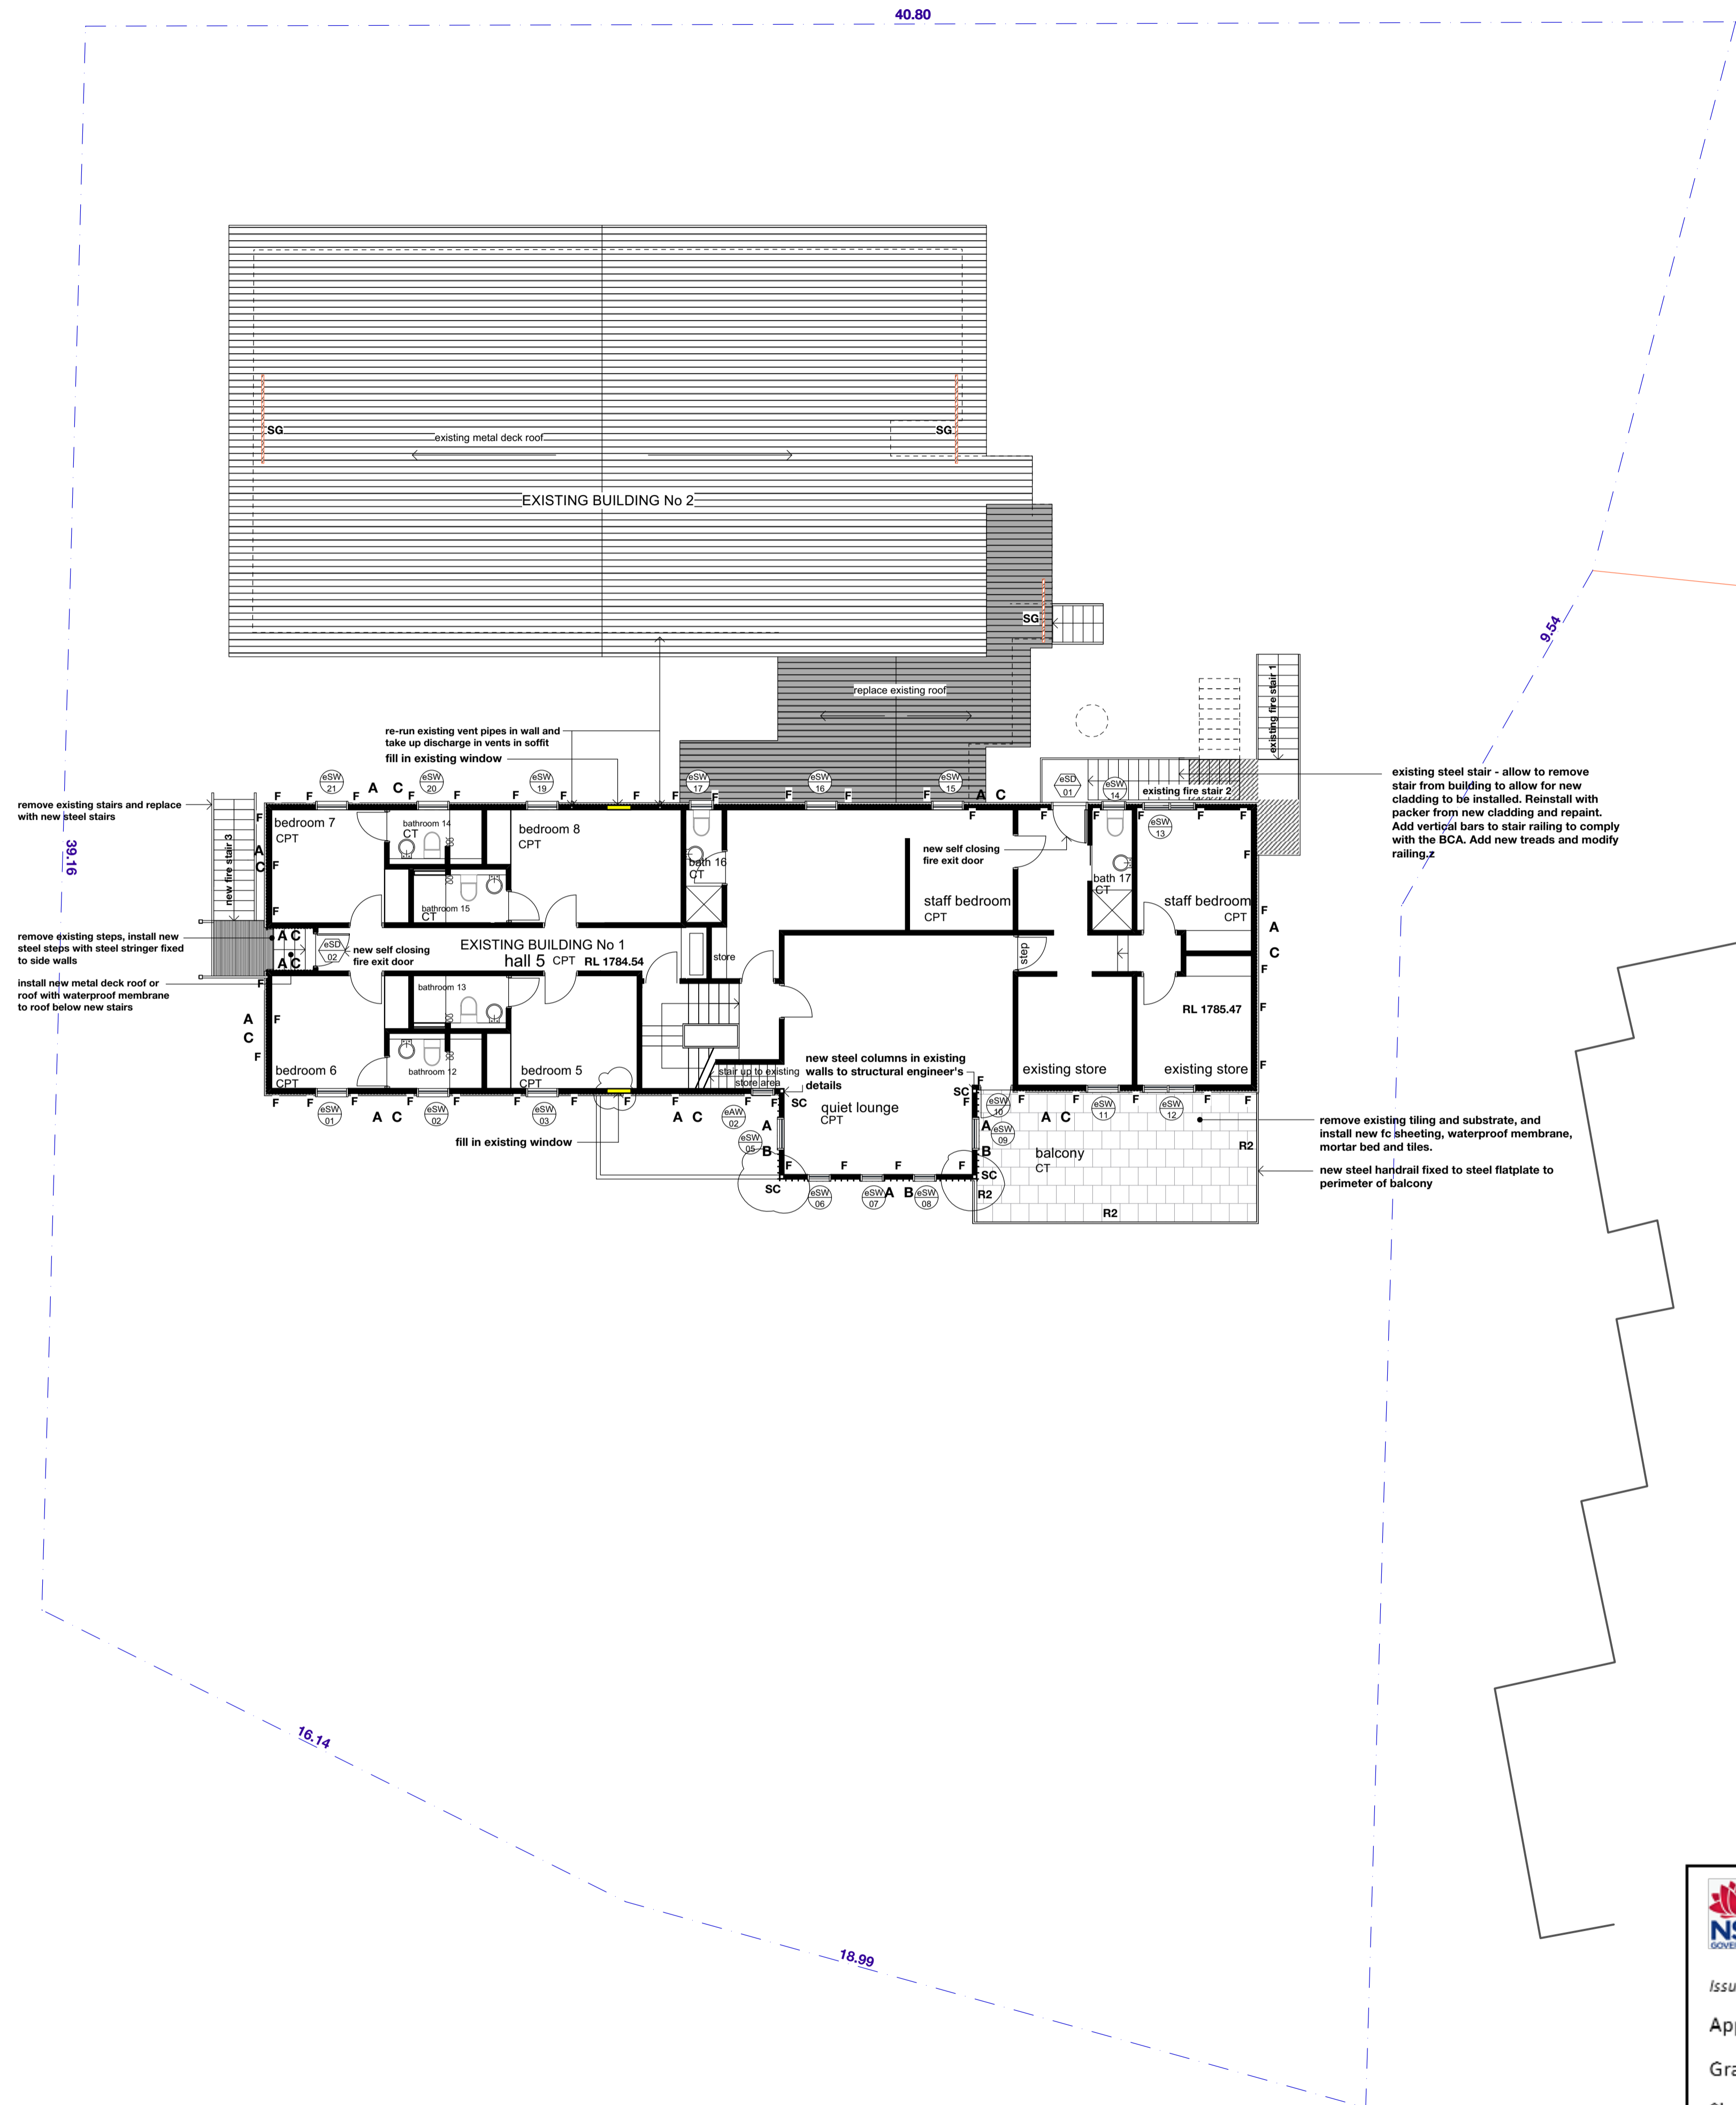 40.80
39.16
9.54
16.14
18.99
SG
existing metal deck roof
SG
EXISTING BUILDING No 2
SG
replace existing roof
existing fire stair 1
re-run existing vent pipes in wall and
take up discharge in vents in soffit
fill in existing window
remove existing stairs and replace
with new steel stairs
existing steel stair - allow to remove
stair from building to allow for new
cladding to be installed. Reinstall with
packer from new cladding and repaint.
Add vertical bars to stair railing to comply
with the BCA. Add new treads and modify
railing.z
eSW
21
A C
eSW
20
eSW
19
eSW
17
eSW
16
eSW
15
A C
eSD
01
eSW
14
existing fire stair 2
eSW
13
F F F F F F F F F F F F F
F F F F F F
new fire stair 3
F
A
C
F
F
bedroom 7
CPT
bathroom 14
CT
bedroom 8
CPT
bath 16
CT
bathroom 15
CT
new self closing
fire exit door
staff bedroom
CPT
bath 17
CT
staff bedroom
CPT
F
F
A
C
F
F
F
remove existing steps, install new
steel steps with steel stringer fixed
to side walls
install new metal deck roof or
roof with waterproof membrane
to roof below new stairs
A C
A C
eSD
02
new self closing
fire exit door
EXISTING BUILDING No 1
hall 5 CPT RL 1784.54
store
step
RL 1785.47
F
A
C
F
F
bathroom 13
bedroom 6
CPT
bathroom 12
bedroom 5
CPT
stair up to existing
store area
new steel columns in existing
walls to structural engineer's
details
existing store
existing store
quiet lounge
CPT
SC
SC
F
F
F F F F F F F F F F F
F F F F F
eSW
01
A C
eSW
02
eSW
03
A C
eAW
02
eSW
05
A
B
eSW
10
A
B
eSW
09
A C
eSW
11
eSW
12
fill in existing window
F F F F
SC
SC
eSW
06
eSW
07
A B
eSW
08
R2
balcony
CT
R2
R2
remove existing tiling and substrate, and
install new fc sheeting, waterproof membrane,
mortar bed and tiles.
new steel handrail fixed to steel flatplate to
perimeter of balcony